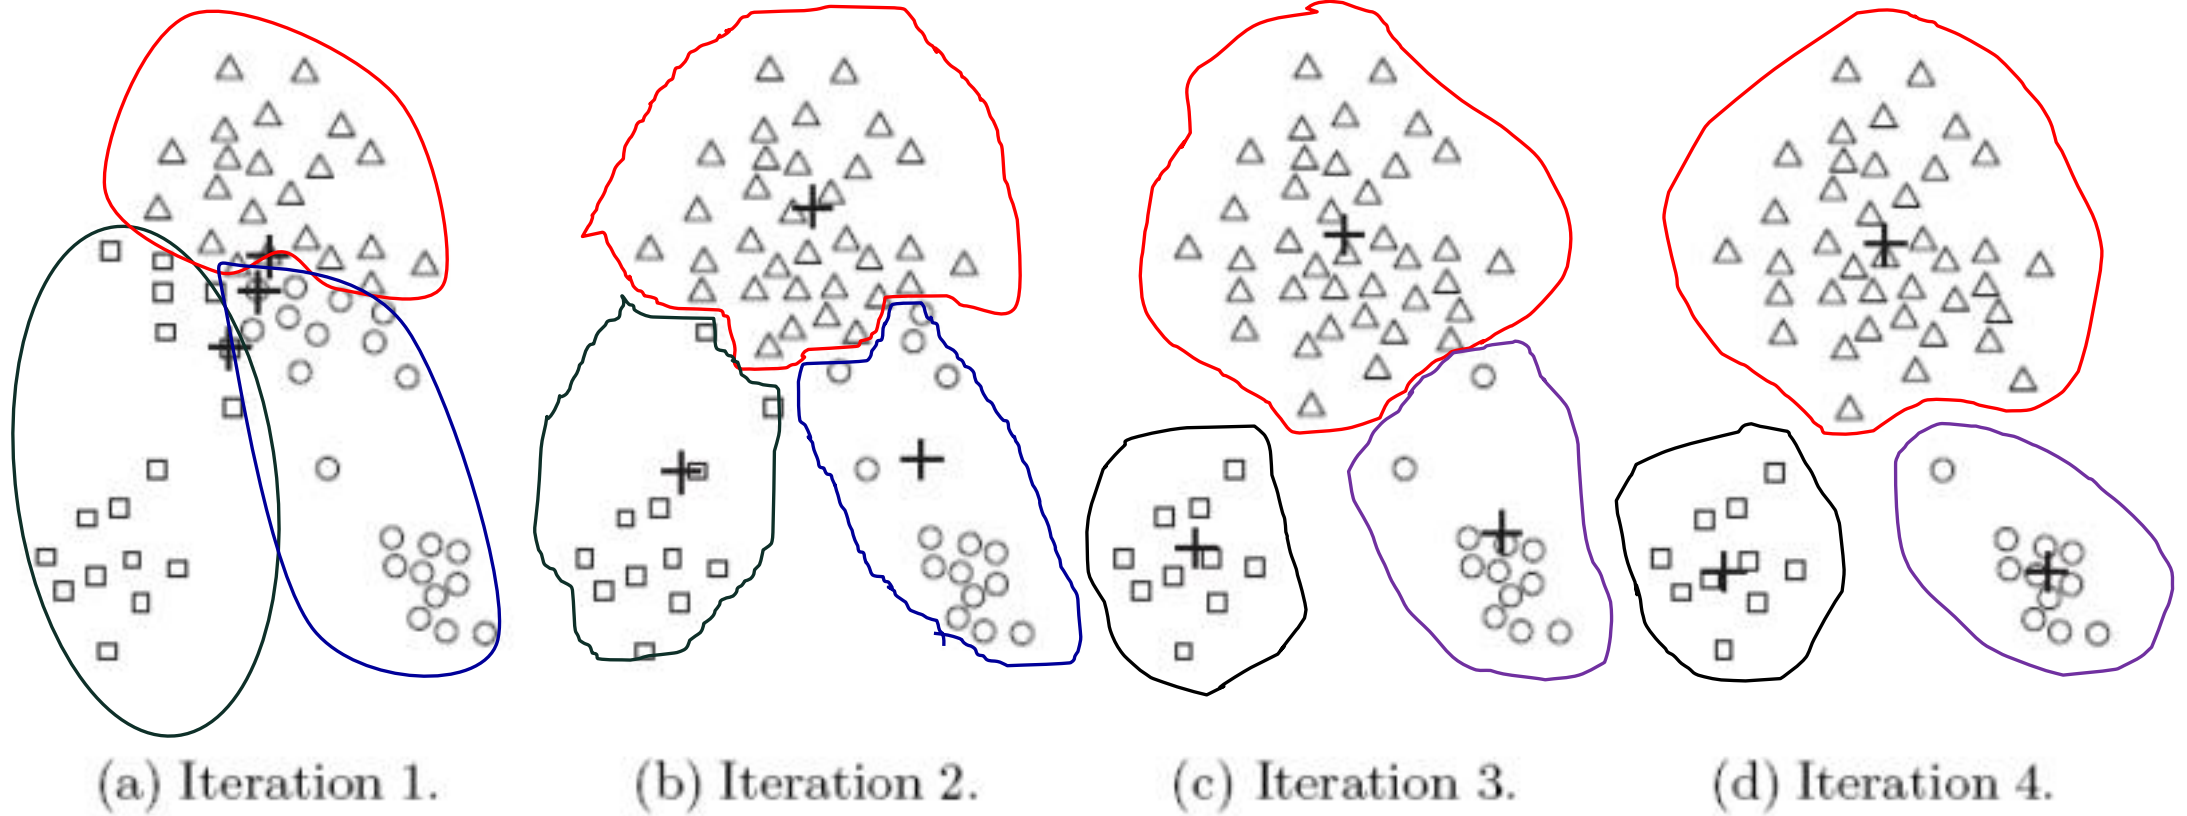 (a) Iteration 1.
(b) Iteration 2.
(c) Iteration 3.
(d) Iteration 4.